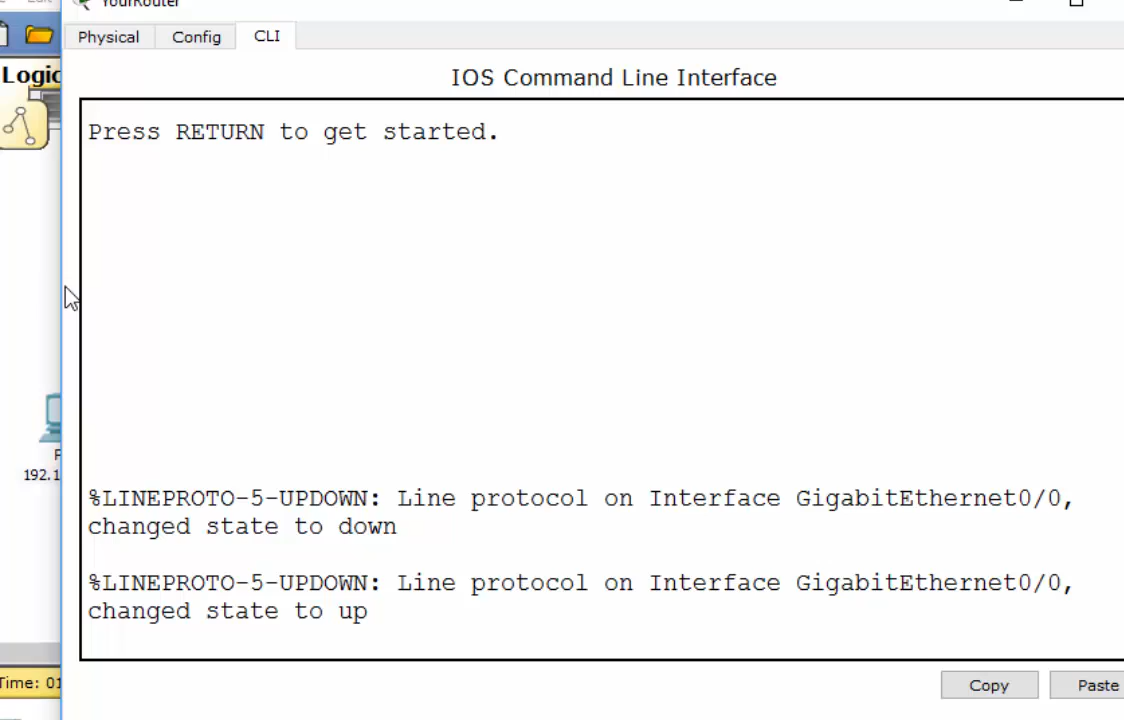 YourRouter
Physical
Config
CLI
Logic
IOS Command Line Interface
Press RETURN to get started.
192.1
%LINEPROTO-5-UPDOWN: Line protocol on Interface GigabitEthernet0/0,
changed state to down
%LINEPROTO-5-UPDOWN: Line protocol on Interface GigabitEthernet0/0,
changed state to up
Time: 01
Copy
Paste